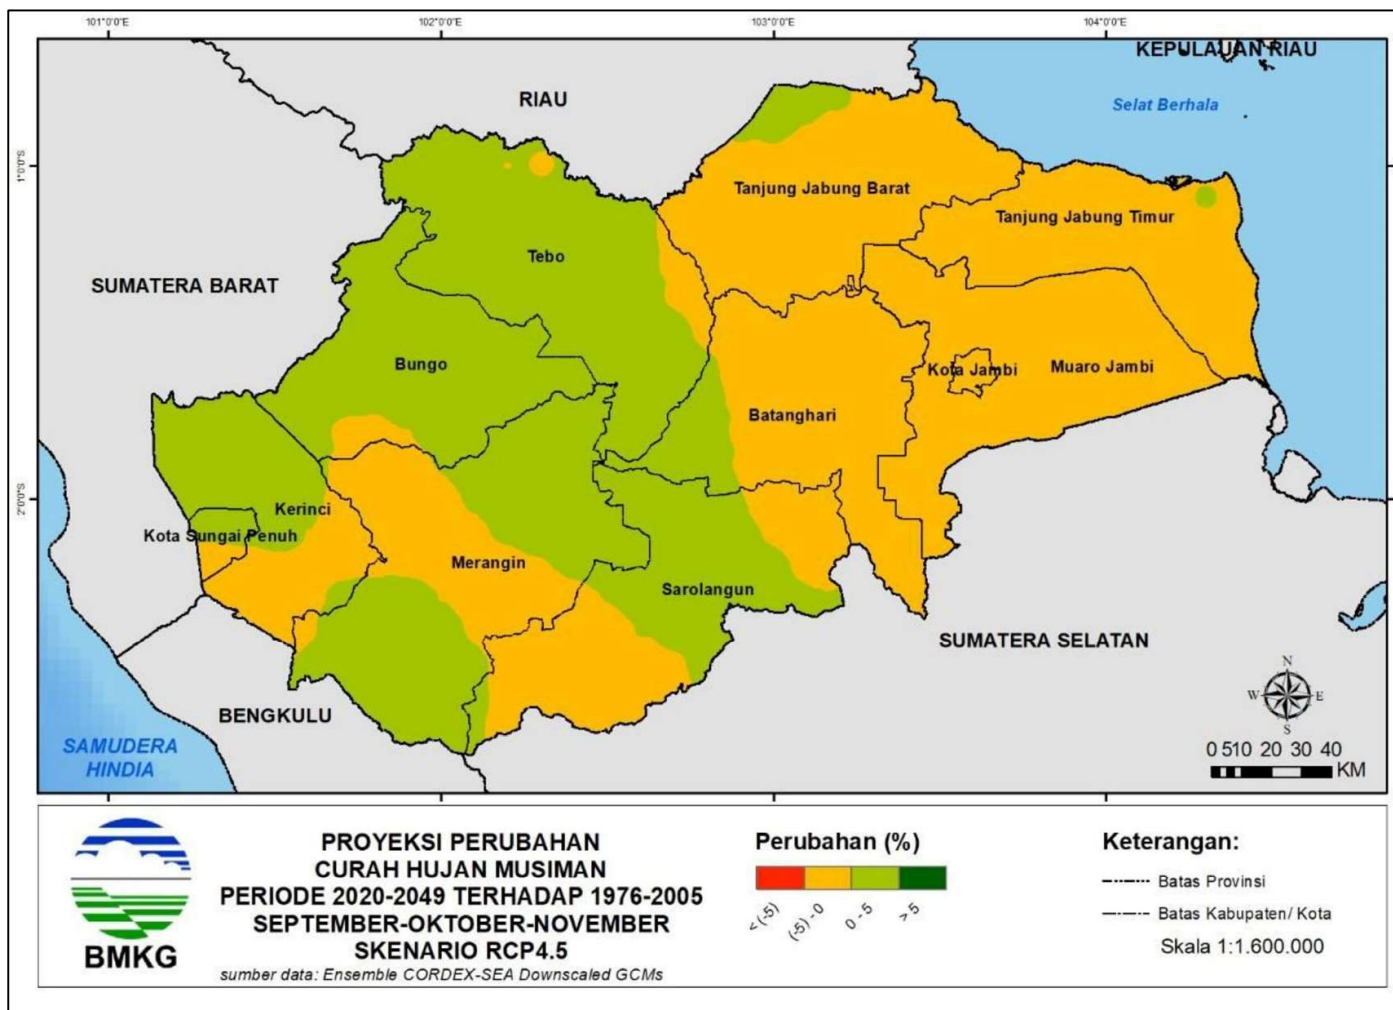 101°0'0"E
102°0'0"E
103°0'0"E
104°0'0"E
KEPULAUAN RIAU
RIAU
Selat Berhala
1°0'0"S
Tanjung Jabung Barat
Tanjung Jabung Timur
Tebo
SUMATERA BARAT
Bungo
Kota Jambi
Muaro Jambi
Batanghari
2°0'0"S
Kerinci
Kota Sungai Penuh
Merangin
Sarolangun
SUMATERA SELATAN
N
W
E
S
BENGKULU
SAMUDERA
HINDIA
0 5 10 20 30 40
KM
BMKG
PROYEKSI PERUBAHAN
CURAH HUJAN MUSIMAN
PERIODE 2020-2049 TERHADAP 1976-2005
SEPTEMBER-OKTOBER-NOVEMBER
SKENARIO RCP4.5
sumber data: Ensemble CORDEX-SEA Downscaled GCMs
Perubahan (%)
< (-5)
(-5) - 0
0 - 5
> 5
Keterangan:
Batas Provinsi
Batas Kabupaten/ Kota
Skala 1:1.600.000